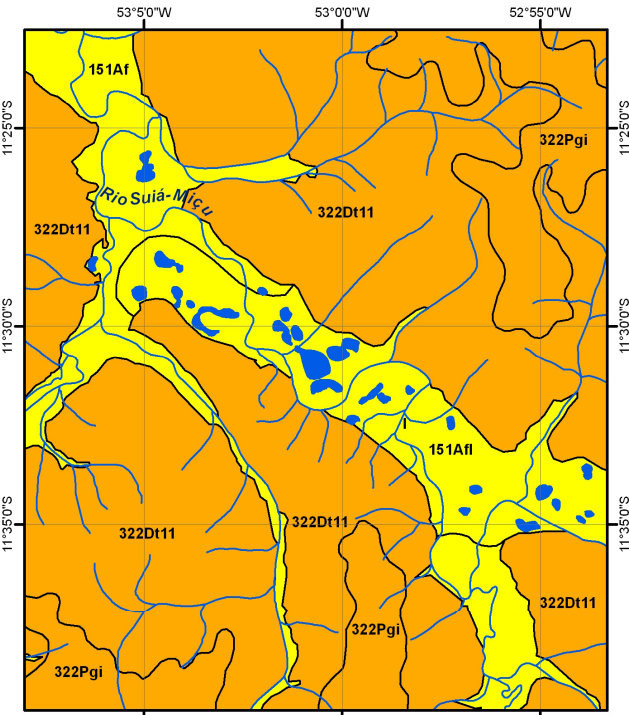 53°5'0"W
53°0'0"W
52°55'0"W
151Af
11°25'0"S
11°25'0"S
322Pgi
Rio Suiá-Miçu
322Dt11
322Dt11
11°30'0"S
11°30'0"S
I
151AfI
11°35'0"S
11°35'0"S
322Dt11
322Dt11
322Dt11
322Pgi
322Pgi